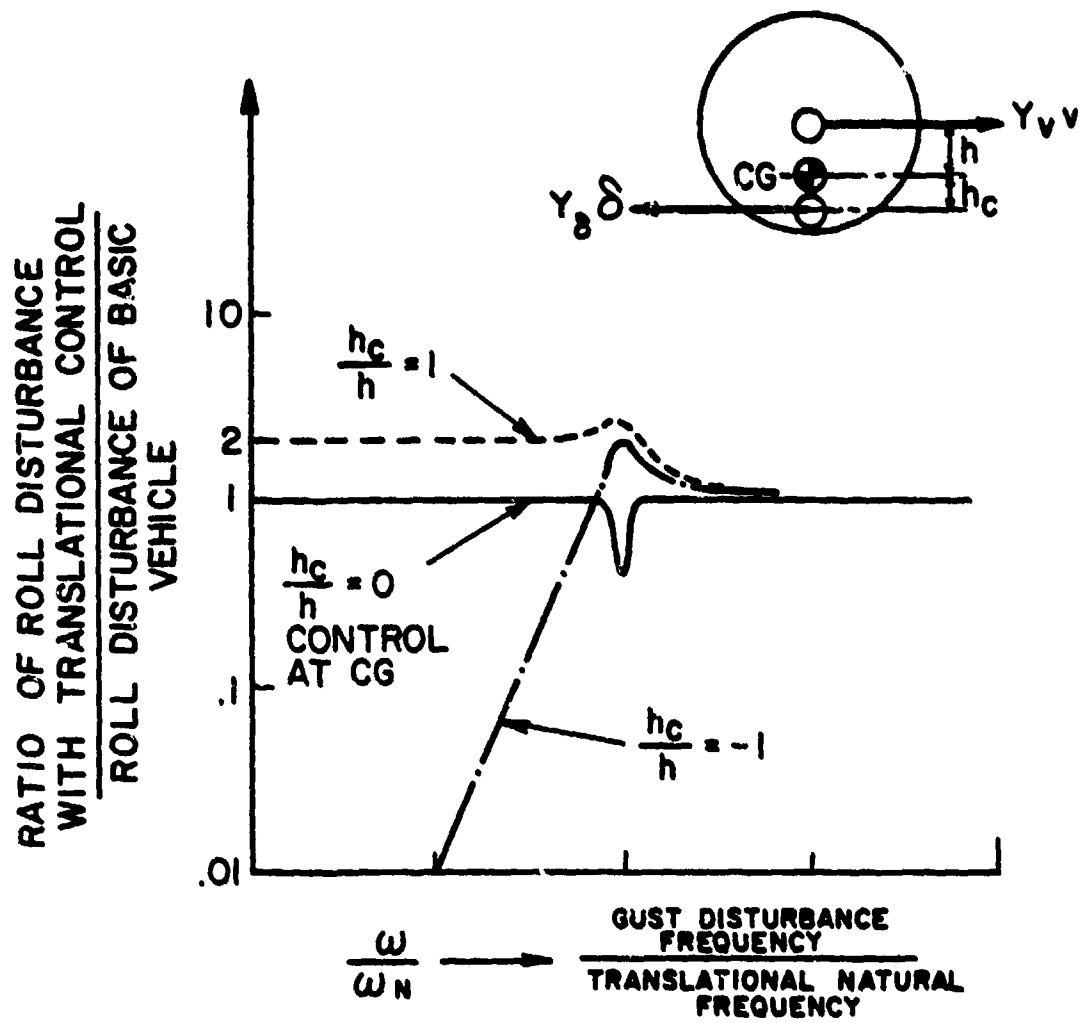 Y_v v
h
CG
h_c
Y_δ δ
RATIO OF ROLL DISTURBANCE
WITH TRANSLATIONAL CONTROL
ROLL DISTURBANCE OF BASIC
VEHICLE
10
2
1
.1
.01
h_c/h = 1
h_c/h = 0
CONTROL
AT CG
h_c/h = -1
ω/ω_N
GUST DISTURBANCE
FREQUENCY
TRANSLATIONAL NATURAL
FREQUENCY